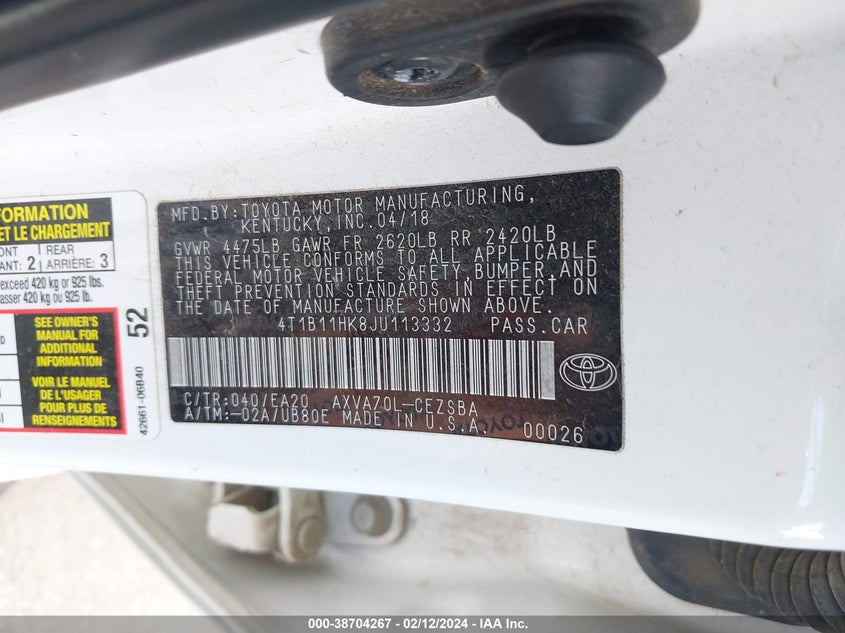 FORMATION
ET LE CHARGEMENT
2
REAR
ARRIÈRE: 3
exceed 420 kg or 925 lbs.
420 kg ou 925 lb.
SEE OWNER'S
MANUAL FOR
ADDITIONAL
INFORMATION
VOIR LE MANUEL
DE L'USAGER
POUR PLUS DE
RENSEIGNEMENTS
52
42661-06B40
MFD.BY:TOYOTA MOTOR MANUFACTURING,
KENTUCKY,INC.04/18
GVWR 4475LB GAWR FR 2620LB RR 2420LB
THIS VEHICLE CONFORMS TO ALL APPLICABLE
FEDERAL MOTOR VEHICLE SAFETY BUMPER,AND
THEFT PREVENTION STANDARDS IN EFFECT ON
THE DATE OF MANUFACTURE SHOWN ABOVE.
4T1B11HK8JU113332 PASS.CAR
C/TR:040/EA20 AXVA70L-CEZSBA
A/TM:-02A/UB80E MADE IN U.S.A. 00026
000-38704267 - 02/12/2024 - IAA Inc.